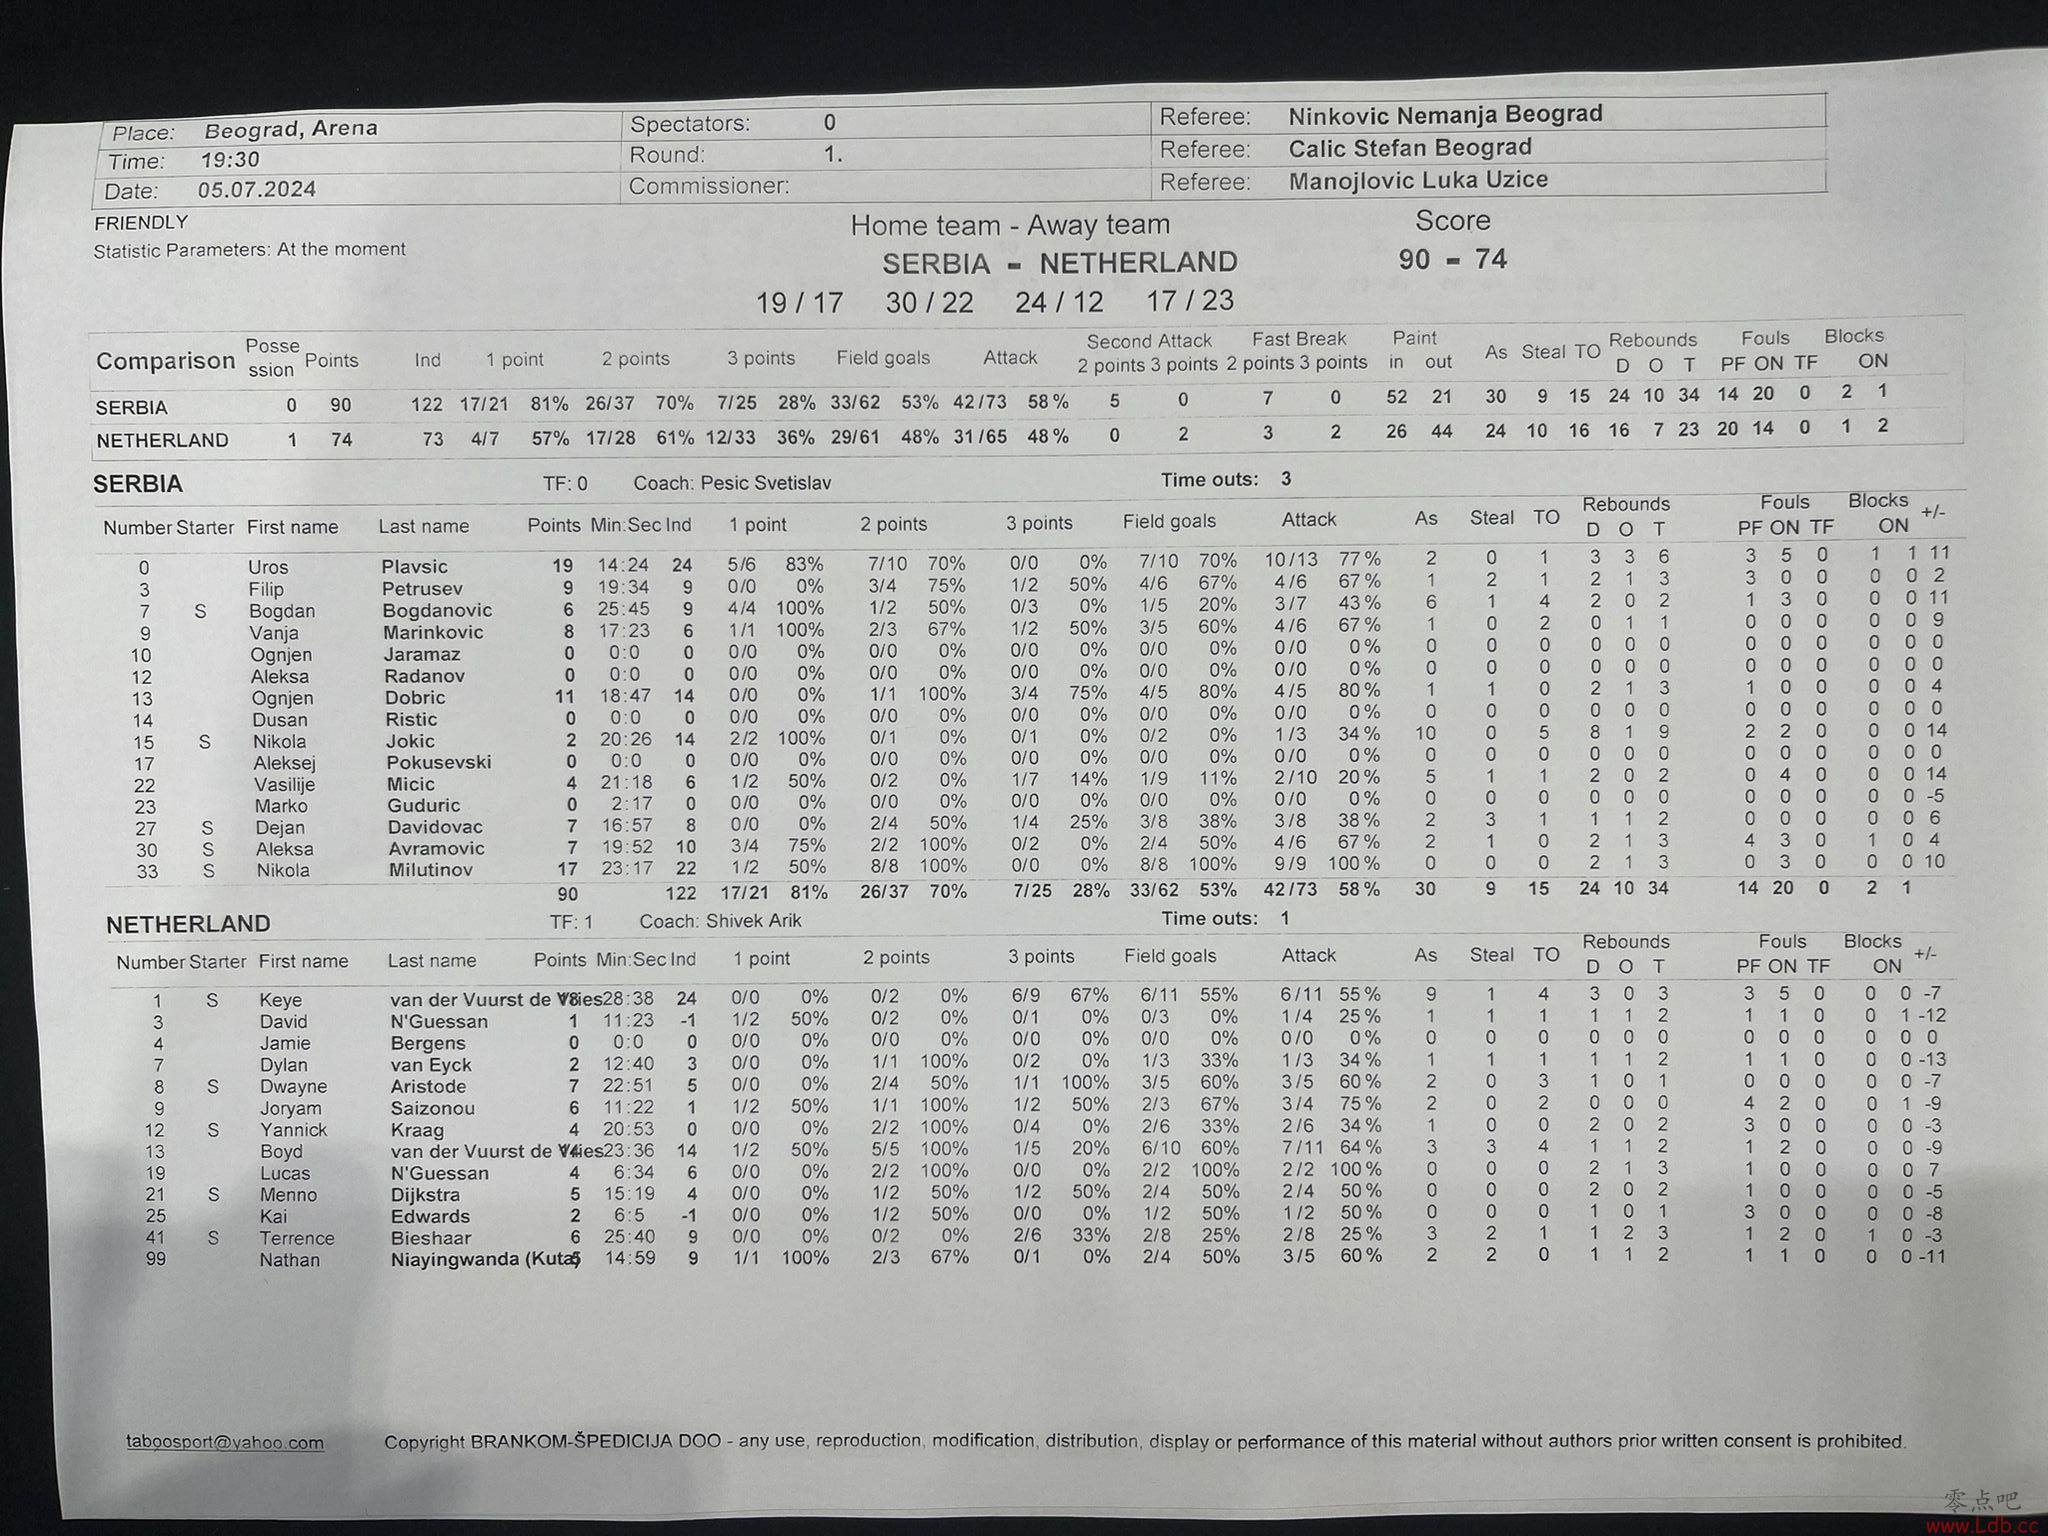 Place: Beograd, Arena Spectators: 0 Referee: Ninkovic Nemanja Beograd
Time: 19:30 Round: 1. Referee: Calic Stefan Beograd
Date: 05.07.2024 Commissioner: Referee: Manojlovic Luka Uzice
FRIENDLY Home team - Away team Score
Statistic Parameters: At the moment SERBIA - NETHERLAND 90 - 74
19 / 17 30 / 22 24 / 12 17 / 23
Comparison Posse ssion Points Ind 1 point 2 points 3 points Field goals Attack Second Attack 2 points 3 points Fast Break 2 points 3 points Paint in out As Steal TO Rebounds D O T Fouls PF ON TF Blocks ON
SERBIA 0 90 122 17/21 81% 26/37 70% 7/25 28% 33/62 53% 42/73 58% 5 0 7 0 52 21 30 9 15 24 10 34 14 20 0 2 1
NETHERLAND 1 74 73 4/7 57% 17/28 61% 12/33 36% 29/61 48% 31/65 48% 0 2 3 2 26 44 24 10 16 16 7 23 20 14 0 1 2
SERBIA TF: 0 Coach: Pesic Svetislav Time outs: 3
Number Starter First name Last name Points Min:Sec Ind 1 point 2 points 3 points Field goals Attack As Steal TO Rebounds D O T Fouls PF ON TF Blocks ON +/-
0 Uros Plavsic 19 14:24 24 5/6 83% 7/10 70% 0/0 0% 7/10 70% 10/13 77% 2 0 1 3 3 6 3 5 0 1 1 11
3 Filip Petrusev 9 19:34 9 0/0 0% 3/4 75% 1/2 50% 4/6 67% 4/6 67% 1 2 1 2 1 3 3 0 0 0 0 2
7 S Bogdan Bogdanovic 6 25:45 9 4/4 100% 1/2 50% 0/3 0% 1/5 20% 3/7 43% 6 1 4 2 0 2 1 3 0 0 0 11
9 Vanja Marinkovic 8 17:23 6 1/1 100% 2/3 67% 1/2 50% 3/5 60% 4/6 67% 1 0 2 0 1 1 0 0 0 0 0 9
10 Ognjen Jaramaz 0 0:0 0 0/0 0% 0/0 0% 0/0 0% 0/0 0% 0/0 0% 0 0 0 0 0 0 0 0 0 0 0 0
12 Aleksa Radanov 0 0:0 0 0/0 0% 0/0 0% 0/0 0% 0/0 0% 0/0 0% 0 0 0 0 0 0 0 0 0 0 0 0
13 Ognjen Dobric 11 18:47 14 0/0 0% 1/1 100% 3/4 75% 4/5 80% 4/5 80% 1 1 0 2 1 3 1 0 0 0 0 4
14 Dusan Ristic 0 0:0 0 0/0 0% 0/0 0% 0/0 0% 0/0 0% 0/0 0% 0 0 0 0 0 0 0 0 0 0 0 0
15 S Nikola Jokic 2 20:26 14 2/2 100% 0/1 0% 0/1 0% 0/2 0% 1/3 34% 10 0 5 8 1 9 2 2 0 0 0 14
17 Aleksej Pokusevski 0 0:0 0 0/0 0% 0/0 0% 0/0 0% 0/0 0% 0/0 0% 0 0 0 0 0 0 0 0 0 0 0 0
22 Vasilije Micic 4 21:18 6 1/2 50% 0/2 0% 1/7 14% 1/9 11% 2/10 20% 5 1 1 2 0 2 0 4 0 0 0 14
23 Marko Guduric 0 2:17 0 0/0 0% 0/0 0% 0/0 0% 0/0 0% 0/0 0% 0 0 0 0 0 0 0 0 0 0 0 -5
27 S Dejan Davidovac 7 16:57 8 0/0 0% 2/4 50% 1/4 25% 3/8 38% 3/8 38% 2 3 1 1 1 2 0 0 0 0 0 6
30 S Aleksa Avramovic 7 19:52 10 3/4 75% 2/2 100% 0/2 0% 2/4 50% 4/6 67% 2 1 0 2 1 3 4 3 0 1 0 4
33 S Nikola Milutinov 17 23:17 22 1/2 50% 8/8 100% 0/0 0% 8/8 100% 9/9 100% 0 0 0 2 1 3 0 3 0 0 0 10
90 122 17/21 81% 26/37 70% 7/25 28% 33/62 53% 42/73 58% 30 9 15 24 10 34 14 20 0 2 1
NETHERLAND TF: 1 Coach: Shivek Arik Time outs: 1
Number Starter First name Last name Points Min:Sec Ind 1 point 2 points 3 points Field goals Attack As Steal TO Rebounds D O T Fouls PF ON TF Blocks ON +/-
1 S Keye van der Vuurst de Vries 18 28:38 24 0/0 0% 0/2 0% 6/9 67% 6/11 55% 6/11 55% 9 1 4 3 0 3 3 5 0 0 0 -7
3 David N'Guessan 1 11:23 -1 1/2 50% 0/2 0% 0/1 0% 0/3 0% 1/4 25% 1 1 1 1 1 2 1 1 0 0 1 -12
4 Jamie Bergens 0 0:0 0 0/0 0% 0/0 0% 0/0 0% 0/0 0% 0/0 0% 0 0 0 0 0 0 0 0 0 0 0 0
7 Dylan van Eyck 2 12:40 3 0/0 0% 1/1 100% 0/2 0% 1/3 33% 1/3 34% 1 1 1 1 1 2 1 1 0 0 0 -13
8 S Dwayne Aristode 7 22:51 5 0/0 0% 2/4 50% 1/1 100% 3/5 60% 3/5 60% 2 0 3 1 0 1 0 0 0 0 0 -7
9 Joryam Saizonou 6 11:22 1 1/2 50% 1/1 100% 1/2 50% 2/3 67% 3/4 75% 2 0 2 0 0 0 4 2 0 0 1 -9
12 S Yannick Kraag 4 20:53 0 0/0 0% 2/2 100% 0/4 0% 2/6 33% 2/6 34% 1 0 0 2 0 2 3 0 0 0 0 -3
13 Boyd van der Vuurst de Vries 14 23:36 14 1/2 50% 5/5 100% 1/5 20% 6/10 60% 7/11 64% 3 3 4 1 1 2 1 2 0 0 0 -9
19 Lucas N'Guessan 4 6:34 6 0/0 0% 2/2 100% 0/0 0% 2/2 100% 2/2 100% 0 0 0 2 1 3 1 0 0 0 0 7
21 S Menno Dijkstra 5 15:19 4 0/0 0% 1/2 50% 1/2 50% 2/4 50% 2/4 50% 0 0 0 2 0 2 1 0 0 0 0 -5
25 Kai Edwards 2 6:5 -1 0/0 0% 1/2 50% 0/0 0% 1/2 50% 1/2 50% 0 0 0 1 0 1 3 0 0 0 0 -8
41 S Terrence Bieshaar 6 25:40 9 0/0 0% 0/2 0% 2/6 33% 2/8 25% 2/8 25% 3 2 1 1 2 3 1 2 0 1 0 -3
99 Nathan Niayingwanda (Kuta) 5 14:59 9 1/1 100% 2/3 67% 0/1 0% 2/4 50% 3/5 60% 2 2 0 1 1 2 1 1 0 0 0 -11
taboosport@yahoo.com Copyright BRANKOM-ŠPEDICIJA DOO - any use, reproduction, modification, distribution, display or performance of this material without authors prior written consent is prohibited.
零点吧
www.Ldb.cc